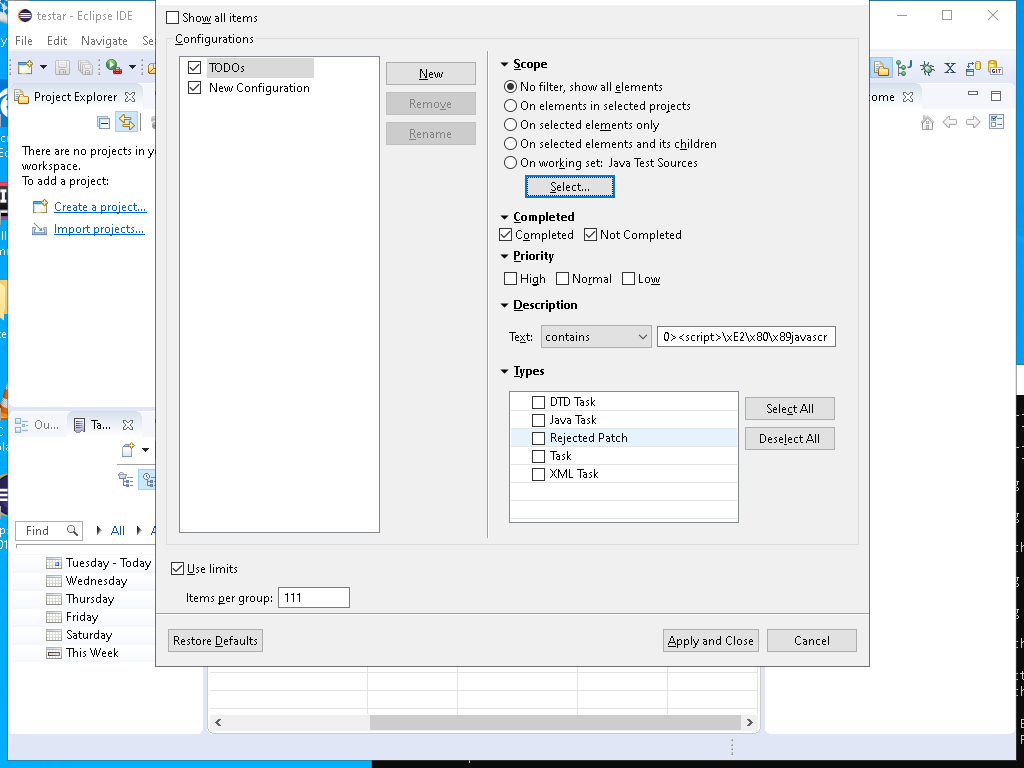 testar - Eclipse IDE
File Edit Navigate
Project Explorer
There are no projects in
workspace.
To add a project:
Create a project...
Import projects...
Ou...
Ta...
Find
All
Tuesday - Today
Wednesday
Thursday
Friday
Saturday
This Week
Show all items
Configurations
TODOs
New Configuration
New
Remove
Rename
Scope
No filter, show all elements
On elements in selected projects
On selected elements only
On selected elements and its children
On working set: Java Test Sources
Select...
Completed
Completed Not Completed
Priority
High Normal Low
Description
Text: contains 0><script>\xE2\x80\x89javascr
Types
DTD Task
Java Task
Rejected Patch
Task
XML Task
Select All
Deselect All
Use limits
Items per group: 111
Restore Defaults
Apply and Close
Cancel